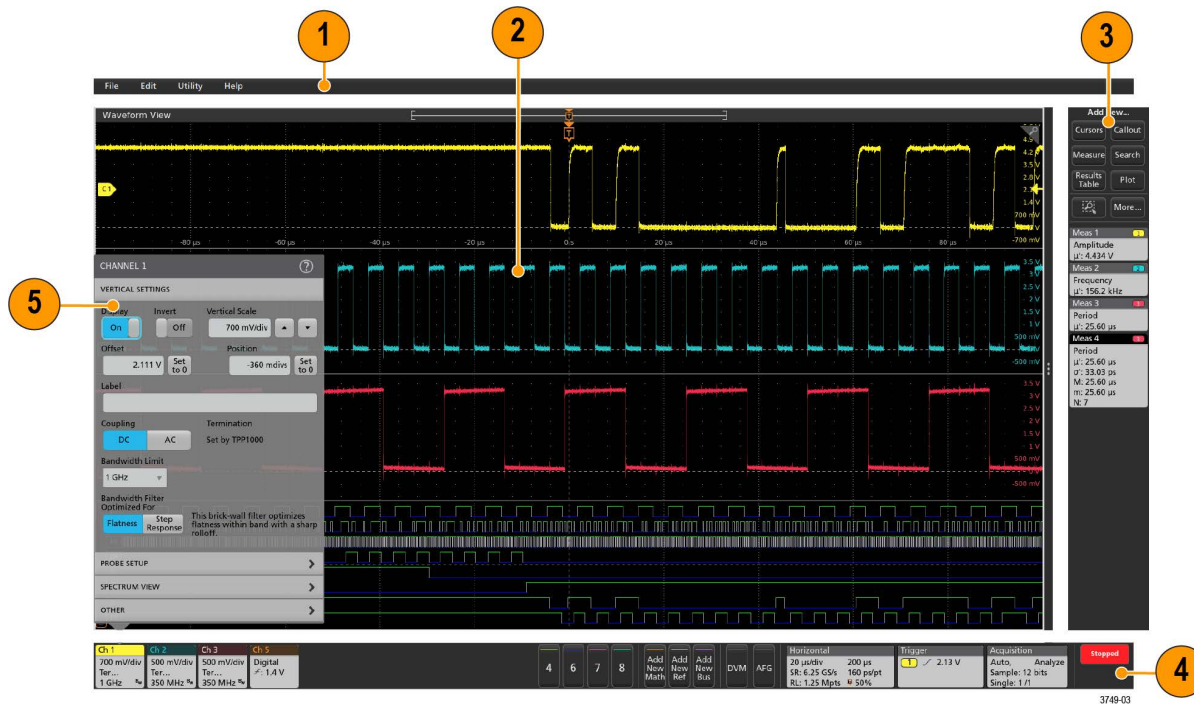 1
2
3
File Edit Utility Help
Waveform View
T
4.2 V
1.4 V
700 mV
-700 mV
C1
-80 µs -60 µs -40 µs -20 µs 0 s 20 µs 40 µs 60 µs 80 µs
3.5 V
2.5 V
2 V
1.5 V
1 V
500 mV
-500 mV
3.5 V
3 V
2.5 V
2 V
1.5 V
1 V
500 mV
-500 mV
Add New...
Cursors Callout
Measure Search
Results Table Plot
More...
Meas 1 1
Amplitude
µ': 4.434 V
Meas 2 2
Frequency
µ': 156.2 kHz
Meas 3 3
Period
µ': 25.60 µs
Meas 4 3
Period
µ': 25.60 µs
σ': 33.03 ps
M: 25.60 µs
m: 25.60 µs
N: 7
5
CHANNEL 1 ?
VERTICAL SETTINGS
Display Invert Vertical Scale
On Off 700 mV/div
Offset Position
2.111 V Set to 0 -360 mdivs Set to 0
Label
Coupling Termination
DC AC Set by TPP1000
Bandwidth Limit
1 GHz
Bandwidth Filter
Optimized For
Flatness Step Response This brick-wall filter optimizes
flatness within band with a sharp
rolloff.
PROBE SETUP
SPECTRUM VIEW
OTHER
Ch 1 Ch 2 Ch 3 Ch 5
700 mV/div 500 mV/div 500 mV/div Digital
Ter... Ter... Ter... 1.4 V
1 GHz 350 MHz 350 MHz
4 6 7 8
Add New Math Add New Ref Add New Bus DVM AFG
Horizontal
20 µs/div 200 µs
SR: 6.25 GS/s 160 ps/pt
RL: 1.25 Mpts 50%
Trigger
1 2.13 V
Acquisition
Auto, Analyze
Sample: 12 bits
Single: 1 /1
Stopped
4
3749-03